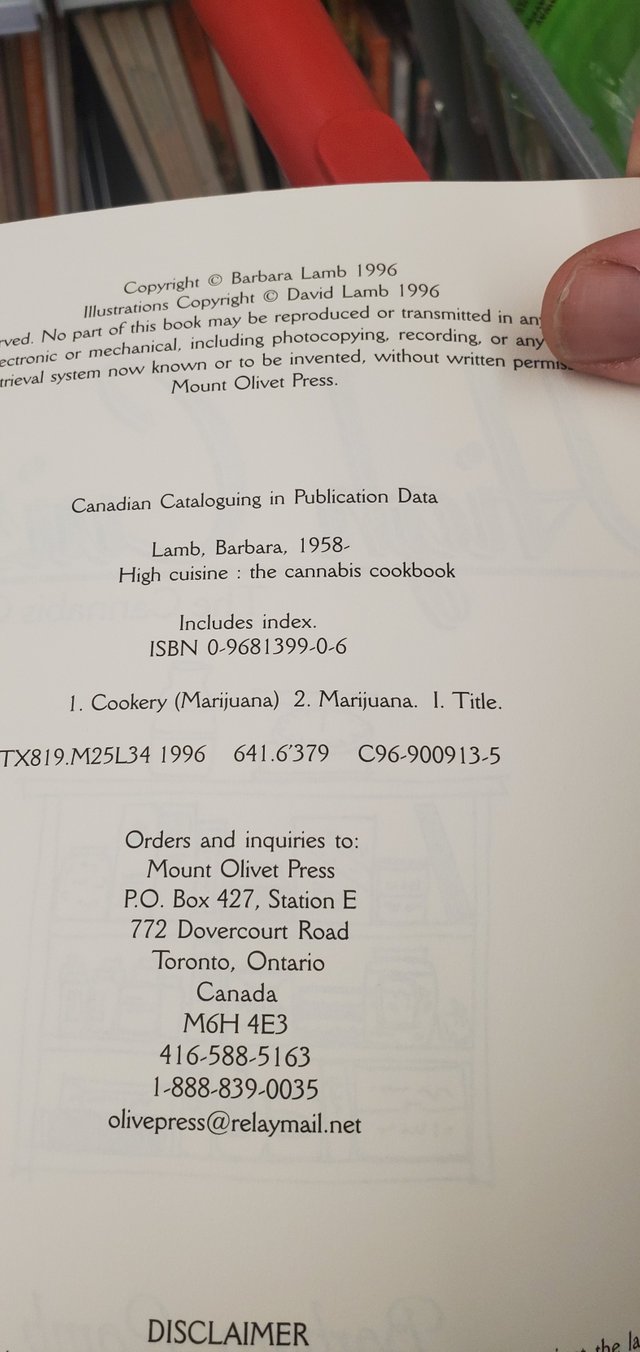 Copyright © Barbara Lamb 1996
Illustrations Copyright © David Lamb 1996
rved. No part of this book may be reproduced or transmitted in any
ectronic or mechanical, including photocopying, recording, or any
trieval system now known or to be invented, without written permis
Mount Olivet Press.
Canadian Cataloguing in Publication Data
Lamb, Barbara, 1958-
High cuisine : the cannabis cookbook
Includes index.
ISBN 0-9681399-0-6
1. Cookery (Marijuana) 2. Marijuana. I. Title.
TX819.M25L34 1996 641.6'379 C96-900913-5
Orders and inquiries to:
Mount Olivet Press
P.O. Box 427, Station E
772 Dovercourt Road
Toronto, Ontario
Canada
M6H 4E3
416-588-5163
1-888-839-0035
olivepress@relaymail.net
DISCLAIMER
the la